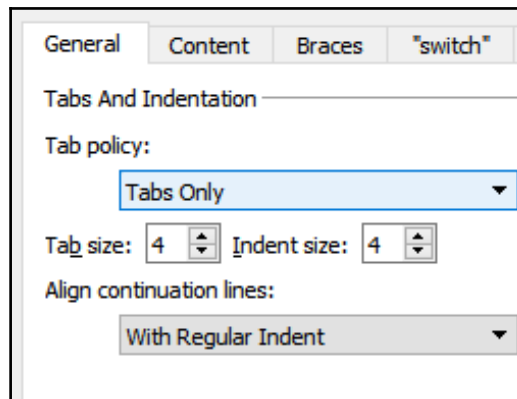 General Content Braces "switch"
Tabs And Indentation
Tab policy:
Tabs Only
Tab size: 4 Indent size: 4
Align continuation lines:
With Regular Indent